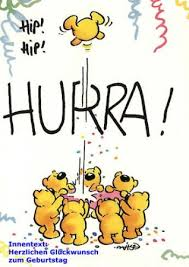 Hip!
Hip!
HURRA!
Innentext:
Herzlichen Glückwunsch
zum Geburtstag